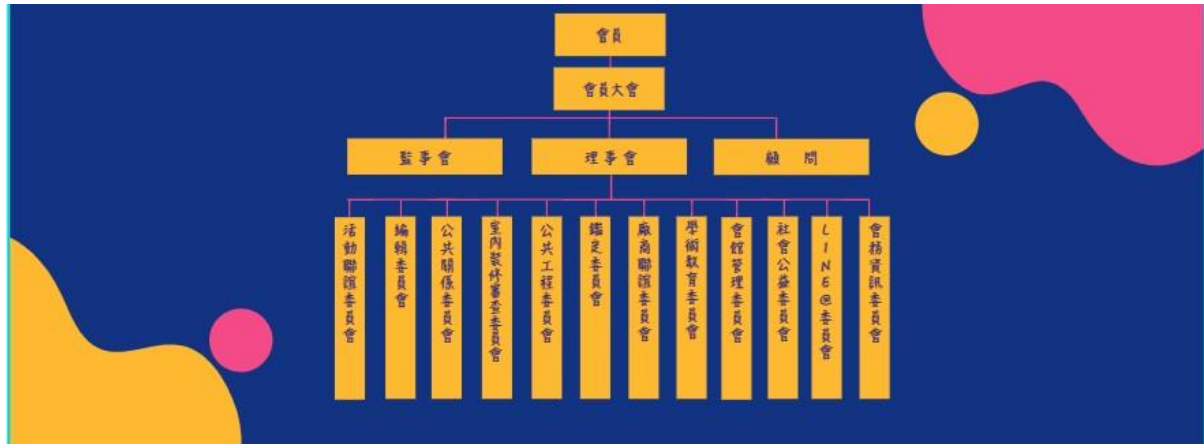 會員
會員大會
監事會
理事會
顧問
活動聯誼委員會
編輯委員會
公共關係委員會
室內裝修審查委員會
公共工程委員會
鑑定委員會
廠商聯誼委員會
學術教育委員會
會館管理委員會
社會公益委員會
LINE@委員會
會務資訊委員會